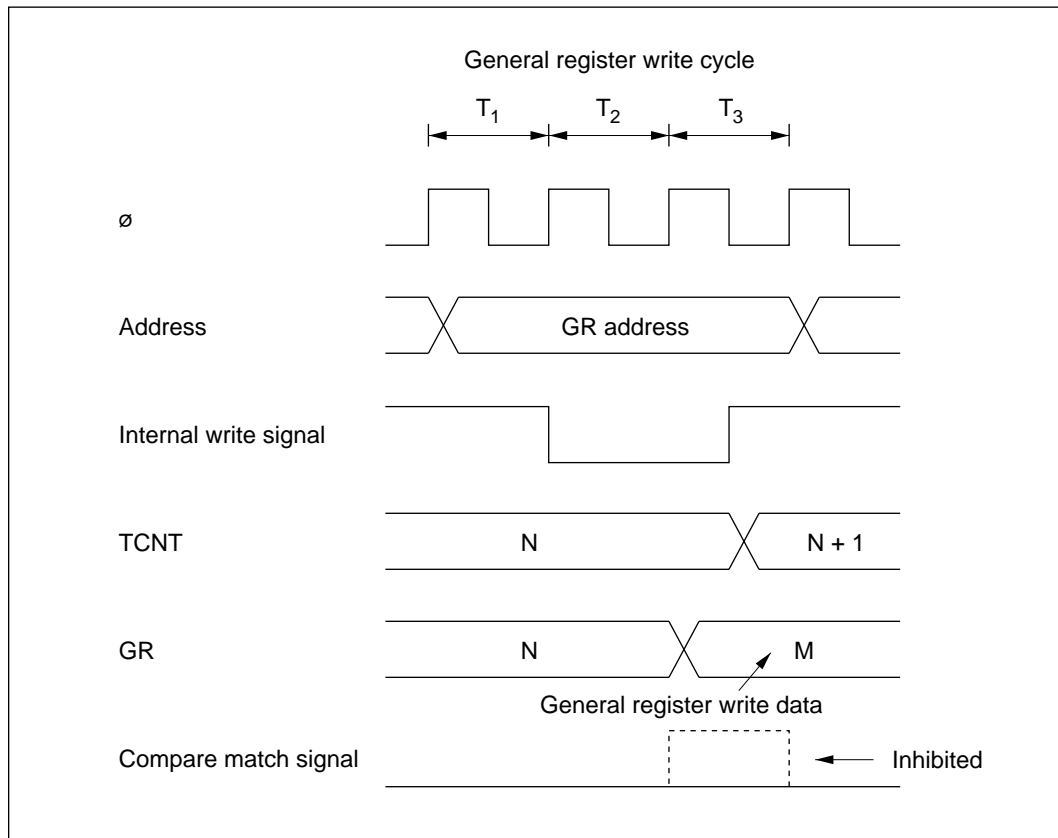 General register write cycle
T1 T2 T3
ø
Address GR address
Internal write signal
TCNT N N + 1
GR N M
General register write data
Compare match signal Inhibited